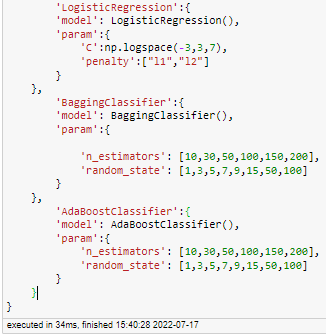 'LogisticRegression':{
'model': LogisticRegression(),
'param':{
'C':np.logspace(-3,3,7),
'penalty':["l1","l2"]
}
},
'BaggingClassifier':{
'model': BaggingClassifier(),
'param':{
'n_estimators': [10,30,50,100,150,200],
'random_state': [1,3,5,7,9,15,50,100]
}
},
'AdaBoostClassifier':{
'model': AdaBoostClassifier(),
'param':{
'n_estimators': [10,30,50,100,150,200],
'random_state': [1,3,5,7,9,15,50,100]
}
}
}
executed in 34ms, finished 15:40:28 2022-07-17